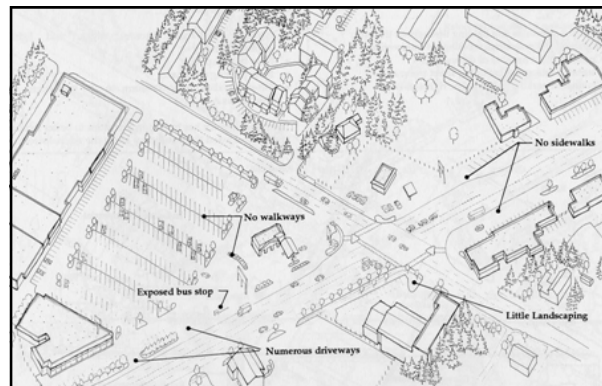 No sidewalks
No walkways
Exposed bus stop
Little Landscaping
Numerous driveways